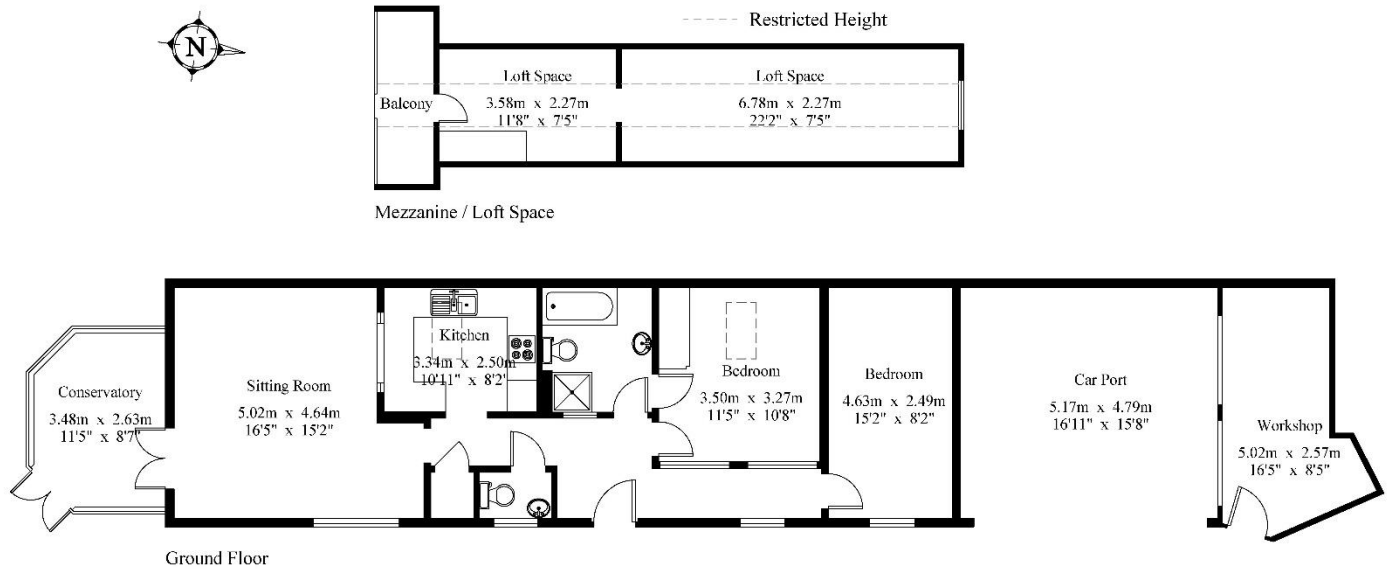 Restricted Height
N
Loft Space
3.58m x 2.27m
11'8" x 7'5"
Loft Space
6.78m x 2.27m
22'2" x 7'5"
Balcony
Mezzanine / Loft Space
Conservatory
3.48m x 2.63m
11'5" x 8'7"
Sitting Room
5.02m x 4.64m
16'5" x 15'2"
Kitchen
3.34m x 2.50m
10'11" x 8'2"
Bedroom
3.50m x 3.27m
11'5" x 10'8"
Bedroom
4.63m x 2.49m
15'2" x 8'2"
Car Port
5.17m x 4.79m
16'11" x 15'8"
Workshop
5.02m x 2.57m
16'5" x 8'5"
Ground Floor